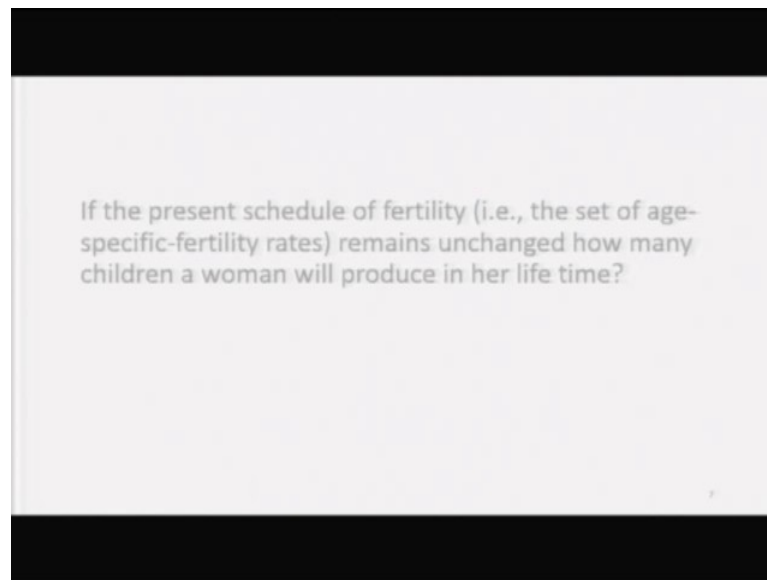 If the present schedule of fertility (i.e., the set of age-
specific-fertility rates) remains unchanged how many
children a woman will produce in her life time?